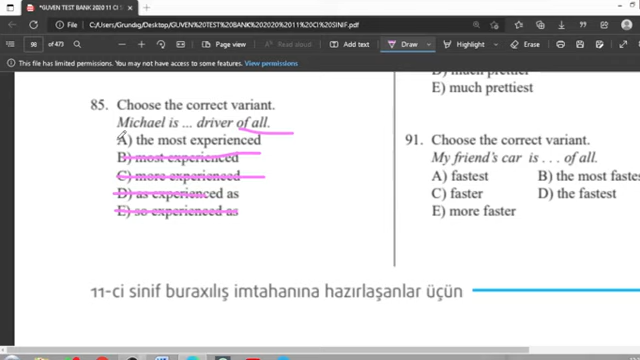 GUVEN TEST BANK 2020 11 CI S
File
C:/Users/Grundig/Desktop/GUVEN%20TEST%20BANK%202020%2011%20CI%20SINIF.pdf
98 of 473
Page view
Read aloud
Add text
Draw
Highlight
Erase
This file has limited permissions. You may not have access to some features. View permissions
85. Choose the correct variant.
Michael is ... driver of all.
A) the most experienced
B) most experienced
C) more experienced
D) as experienced as
E) so experienced as
E) much prettiest
91. Choose the correct variant.
My friend's car is . . . of all.
A) fastest B) the most fastes
C) faster D) the fastest
E) more faster
11-ci sinif buraxılış imtahanına hazırlaşanlar üçün